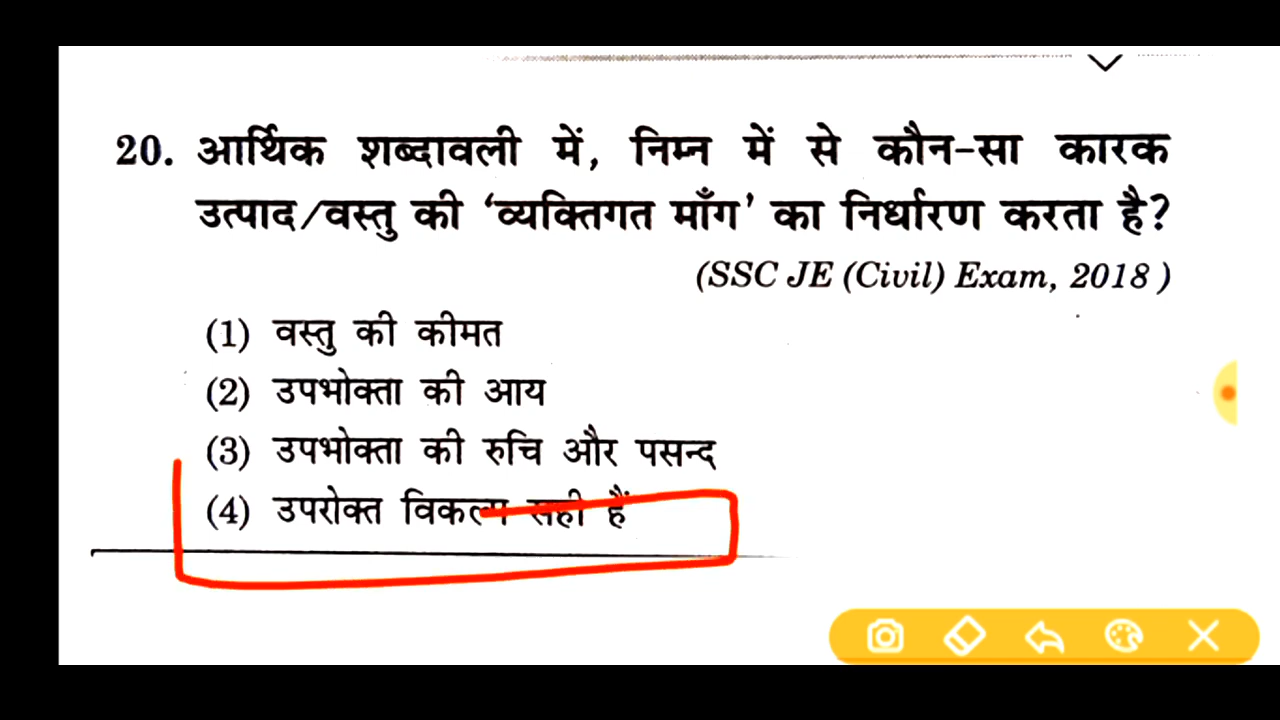 20. आर्थिक शब्दावली में, निम्न में से कौन-सा कारक
उत्पाद/वस्तु की ‘व्यक्तिगत माँग’ का निर्धारण करता है?
(SSC JE (Civil) Exam, 2018 )
(1) वस्तु की कीमत
(2) उपभोक्ता की आय
(3) उपभोक्ता की रुचि और पसन्द
(4) उपरोक्त विकल्प सही हैं